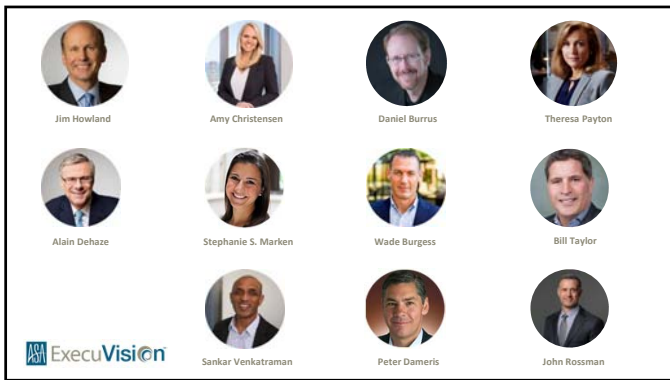 Jim Howland
Amy Christensen
Daniel Burrus
Theresa Payton
Alain Dehaze
Stephanie S. Marken
Wade Burgess
Bill Taylor
Sankar Venkatraman
Peter Dameris
John Rossman
ASA ExecuVision™